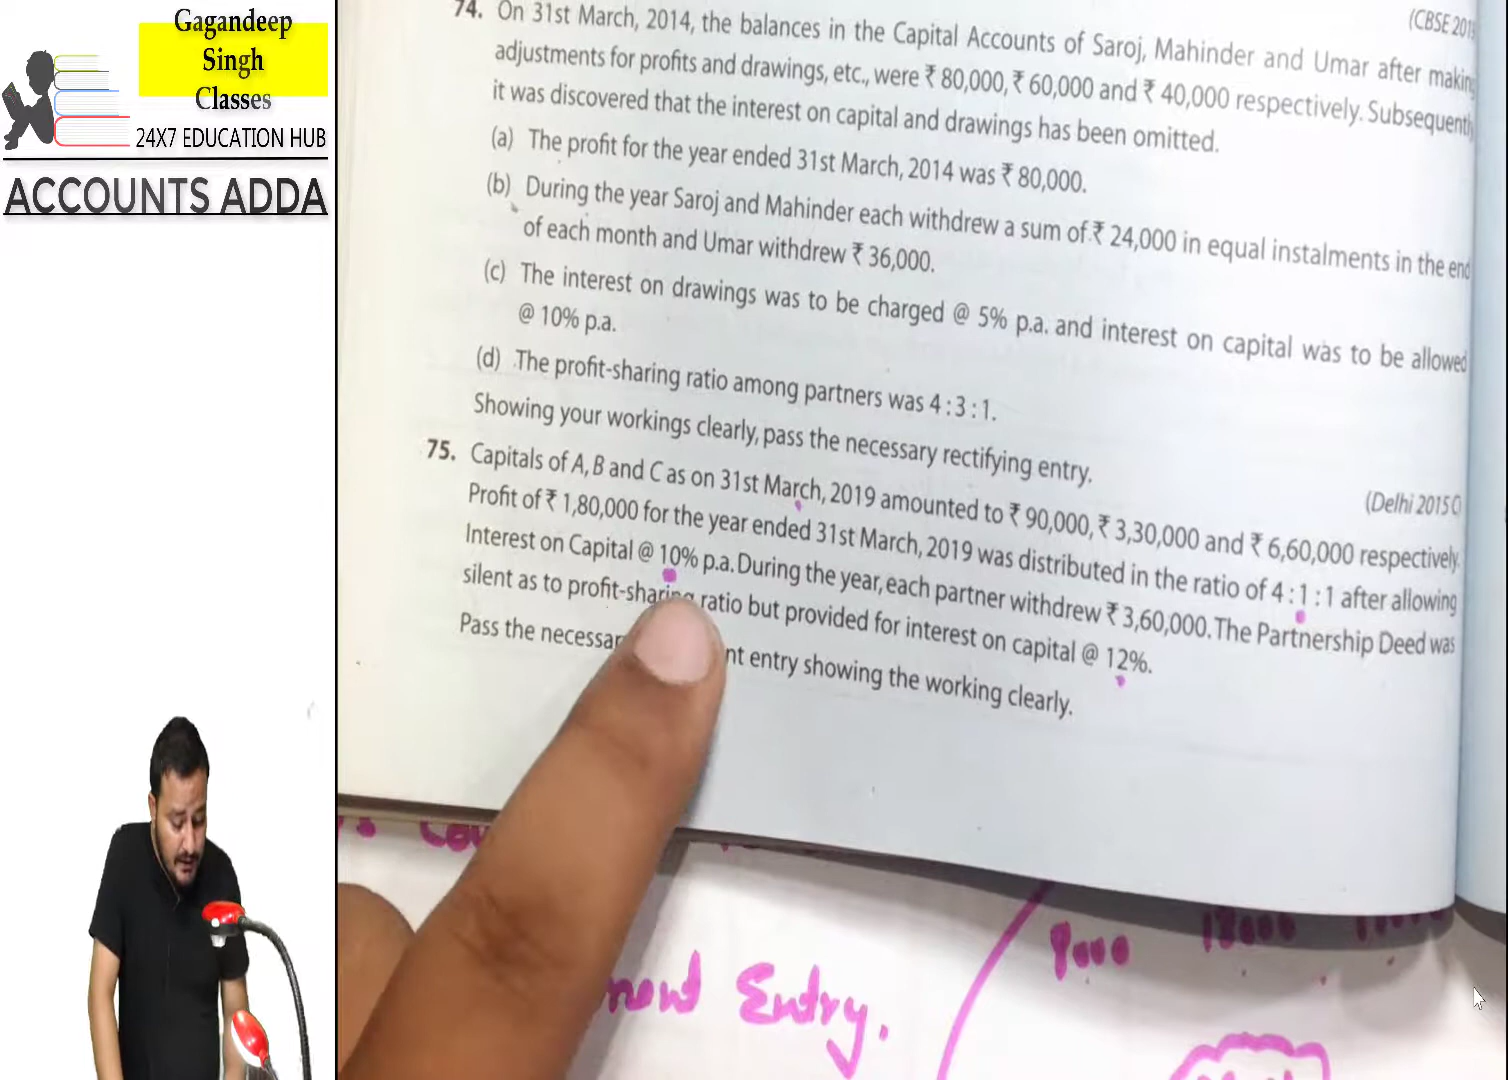 Gagandeep
Singh
Classes
24X7 EDUCATION HUB
ACCOUNTS ADDA
(CBSE 201
74. On 31st March, 2014, the balances in the Capital Accounts of Saroj, Mahinder and Umar after making
adjustments for profits and drawings, etc., were ₹ 80,000, ₹ 60,000 and ₹ 40,000 respectively. Subsequently
it was discovered that the interest on capital and drawings has been omitted.
(a) The profit for the year ended 31st March, 2014 was ₹ 80,000.
(b) During the year Saroj and Mahinder each withdrew a sum of ₹ 24,000 in equal instalments in the end
of each month and Umar withdrew ₹ 36,000.
(c) The interest on drawings was to be charged @ 5% p.a. and interest on capital was to be allowed
@ 10% p.a.
(d) The profit-sharing ratio among partners was 4 : 3 : 1.
Showing your workings clearly, pass the necessary rectifying entry.
(Delhi 2015
75. Capitals of A, B and C as on 31st March, 2019 amounted to ₹ 90,000, ₹ 3,30,000 and ₹ 6,60,000 respectively.
Profit of ₹ 1,80,000 for the year ended 31st March, 2019 was distributed in the ratio of 4 : 1 : 1 after allowing
Interest on Capital @ 10% p.a. During the year, each partner withdrew ₹ 3,60,000. The Partnership Deed was
silent as to profit-sharing ratio but provided for interest on capital @ 12%.
Pass the necessar nt entry showing the working clearly.
Entry.
9000 18000